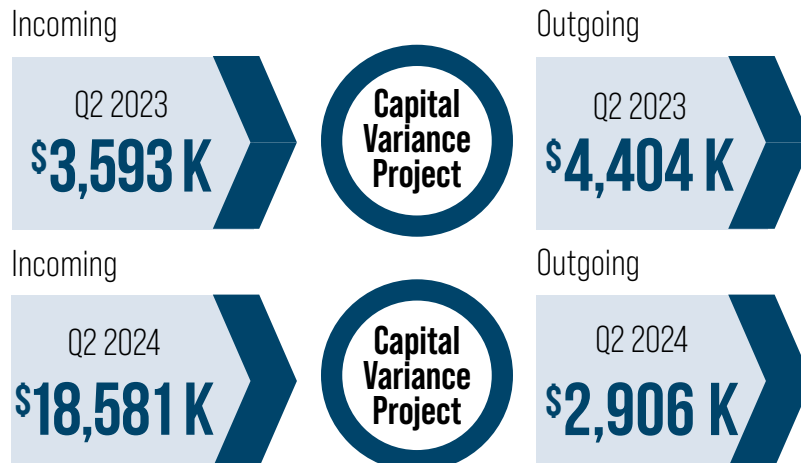 Incoming
Outgoing
Q2 2023
$3,593 K
Capital
Variance
Project
Q2 2023
$4,404 K
Incoming
Outgoing
Q2 2024
$18,581 K
Capital
Variance
Project
Q2 2024
$2,906 K